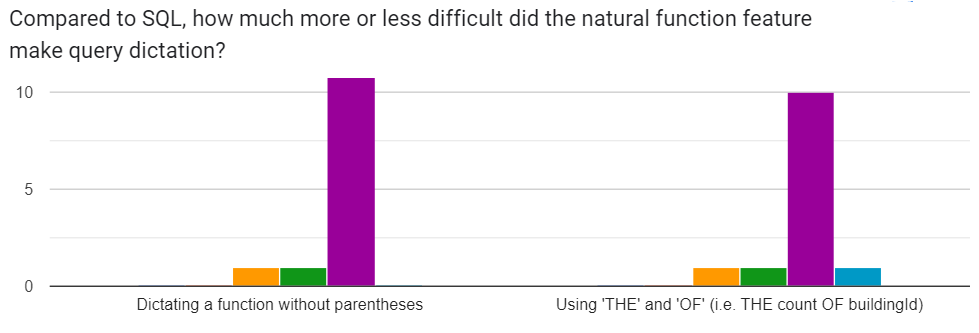 Compared to SQL, how much more or less difficult did the natural function feature
make query dictation?
10
5
0
Dictating a function without parentheses
Using 'THE' and 'OF' (i.e. THE count OF buildingId)